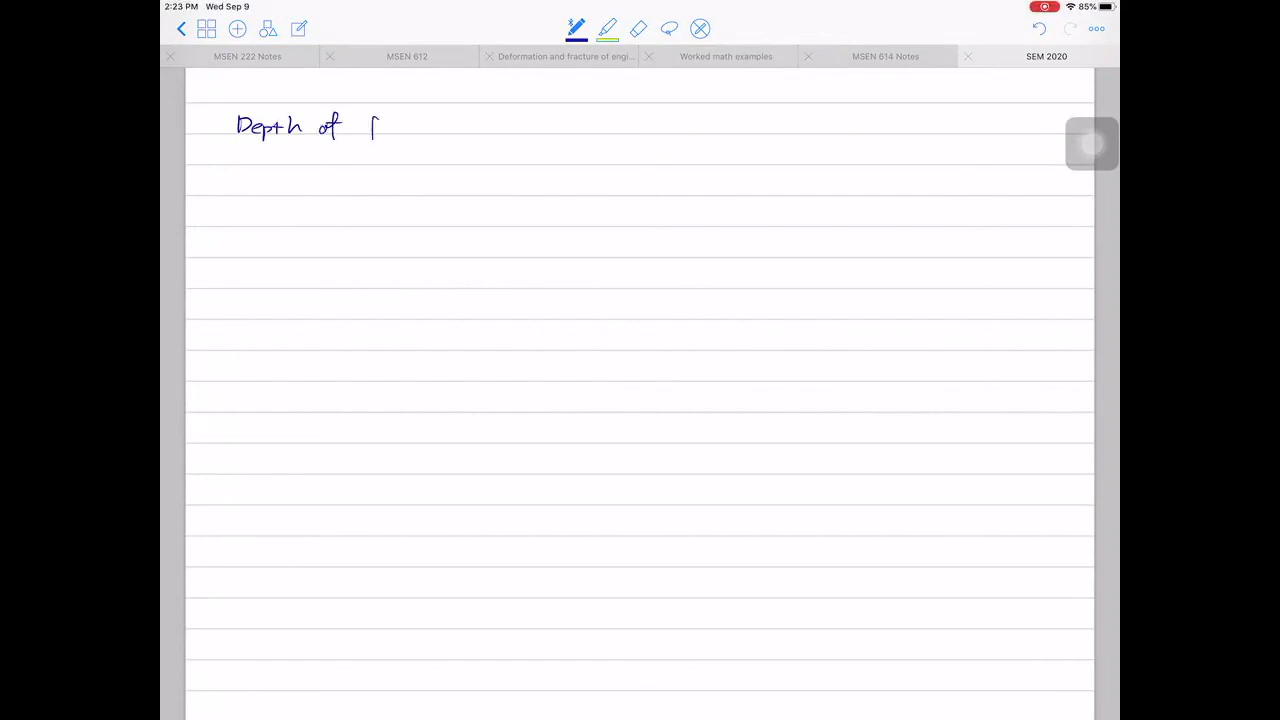 2:23 PM Wed Sep 9
85%
MSEN 222 Notes
MSEN 612
Deformation and fracture of engi...
Worked math examples
MSEN 614 Notes
SEM 2020
Depth of